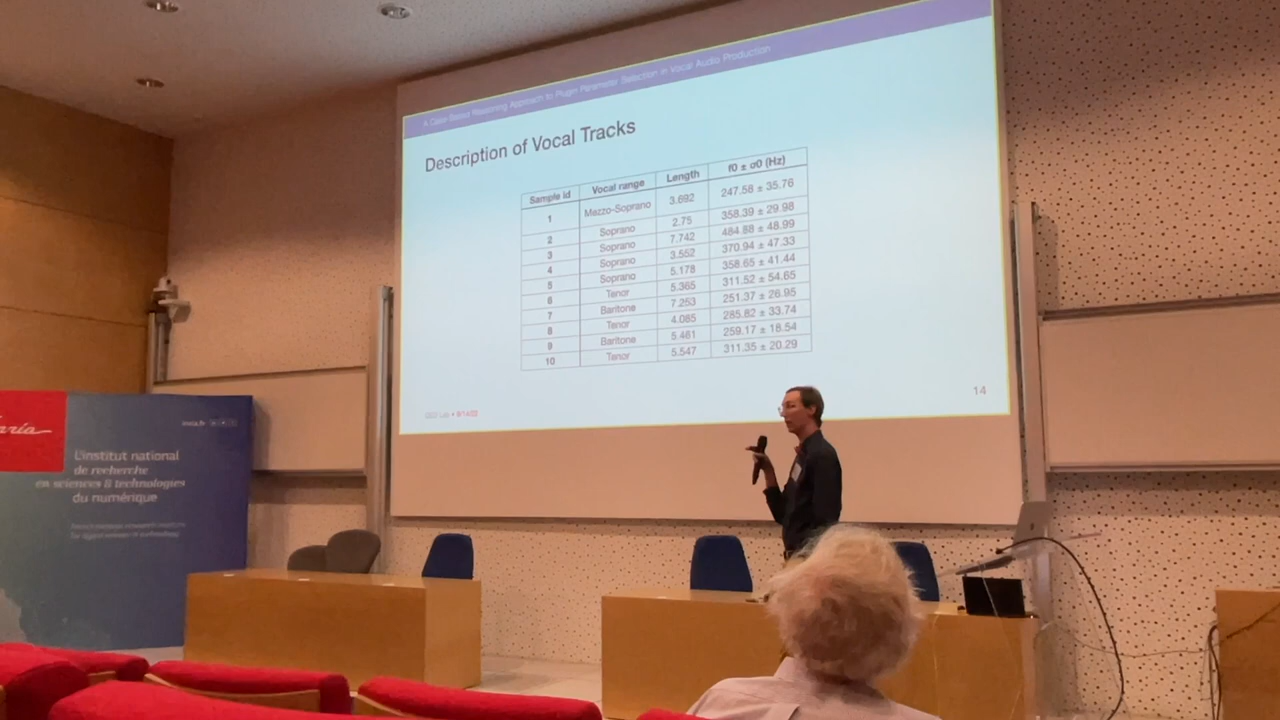 A Case-Based Reasoning Approach to Plugin Parameter Selection in Vocal Audio Production
Description of Vocal Tracks
Sample id Vocal range Length f0 ± σ0 (Hz)
1 Mezzo-Soprano 3.692 247.58 ± 35.76
2 Soprano 2.75 358.39 ± 29.98
3 Soprano 7.742 484.88 ± 48.99
4 Soprano 3.552 370.94 ± 47.33
5 Soprano 5.178 358.65 ± 41.44
6 Tenor 5.365 311.52 ± 54.65
7 Baritone 7.253 251.37 ± 26.95
8 Tenor 4.085 285.82 ± 33.74
9 Baritone 5.481 259.17 ± 18.54
10 Tenor 5.547 311.35 ± 20.29
14
inria.fr
L'institut national
de recherche
en sciences & technologies
du numérique